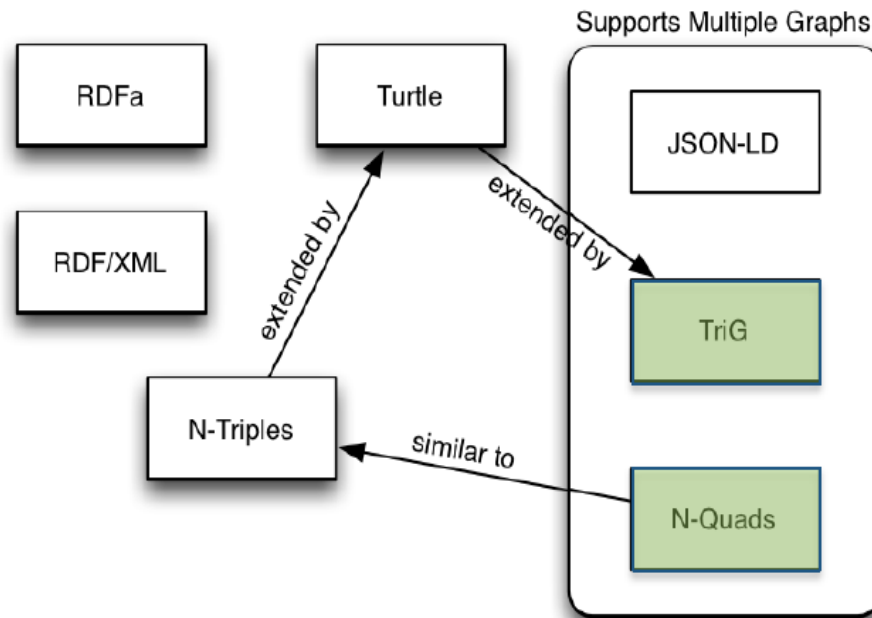 Supports Multiple Graphs
RDFa
Turtle
JSON-LD
extended by
extended by
RDF/XML
TriG
N-Triples
similar to
N-Quads